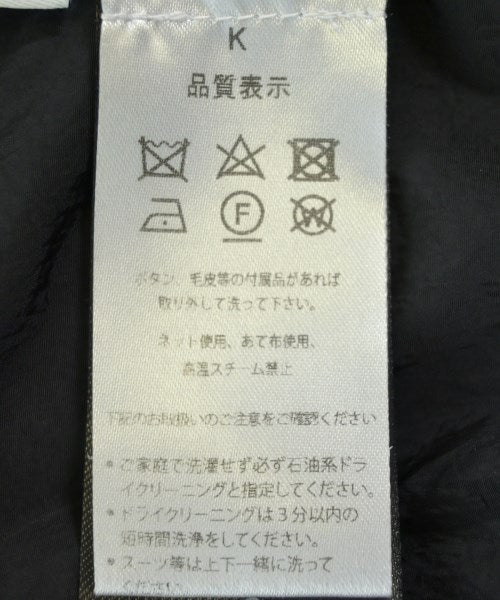 K
品質表示
F W
ボタン、毛皮等の付属品があれば
取り外して洗って下さい。
ネット使用、あて布使用、
高温スチーム禁止
下記のお取扱いのご注意をご確認ください
• ご家庭で洗濯せず必ず石油系ドラ
イクリーニングと指定してください。
• ドライクリーニングは3分以内の
短時間洗浄をしてください。
• スーツ等は上下一緒に洗って
ください